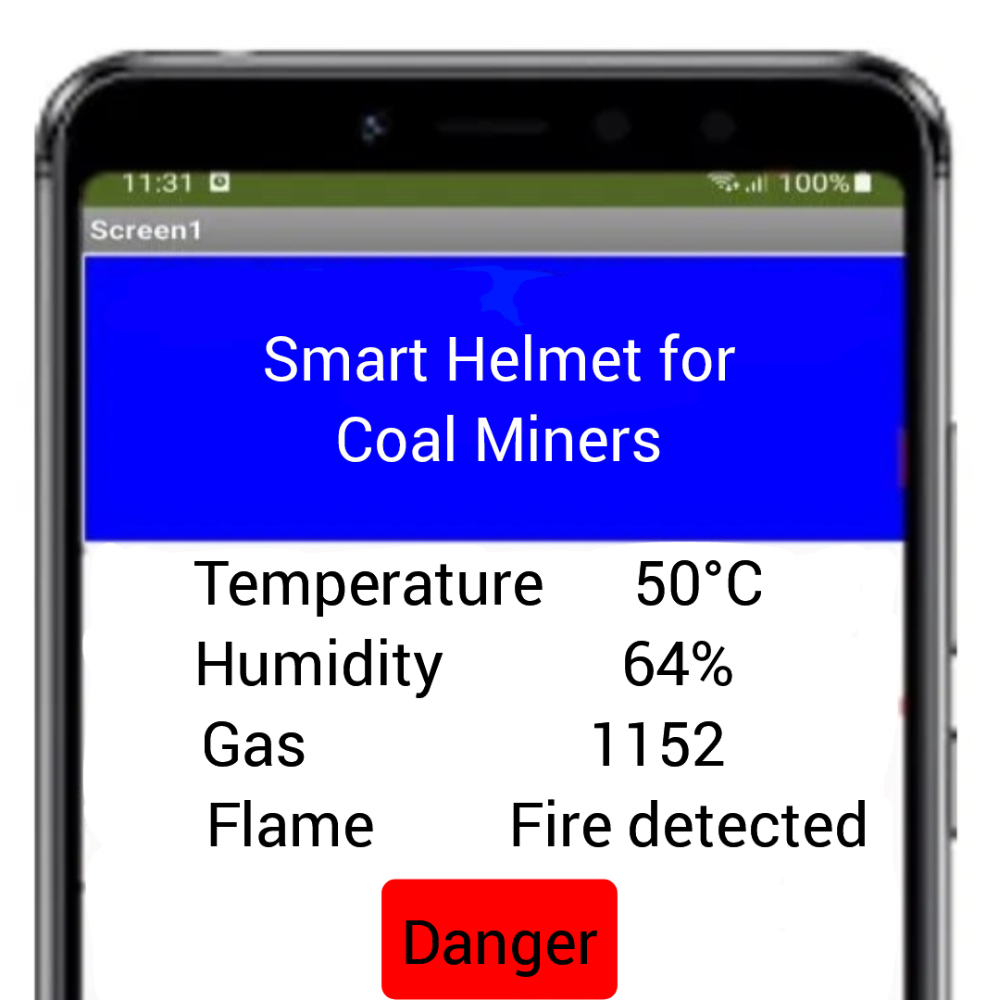 11:31 100%
Screen1
Smart Helmet for
Coal Miners
Temperature 50°C
Humidity 64%
Gas 1152
Flame Fire detected
Danger